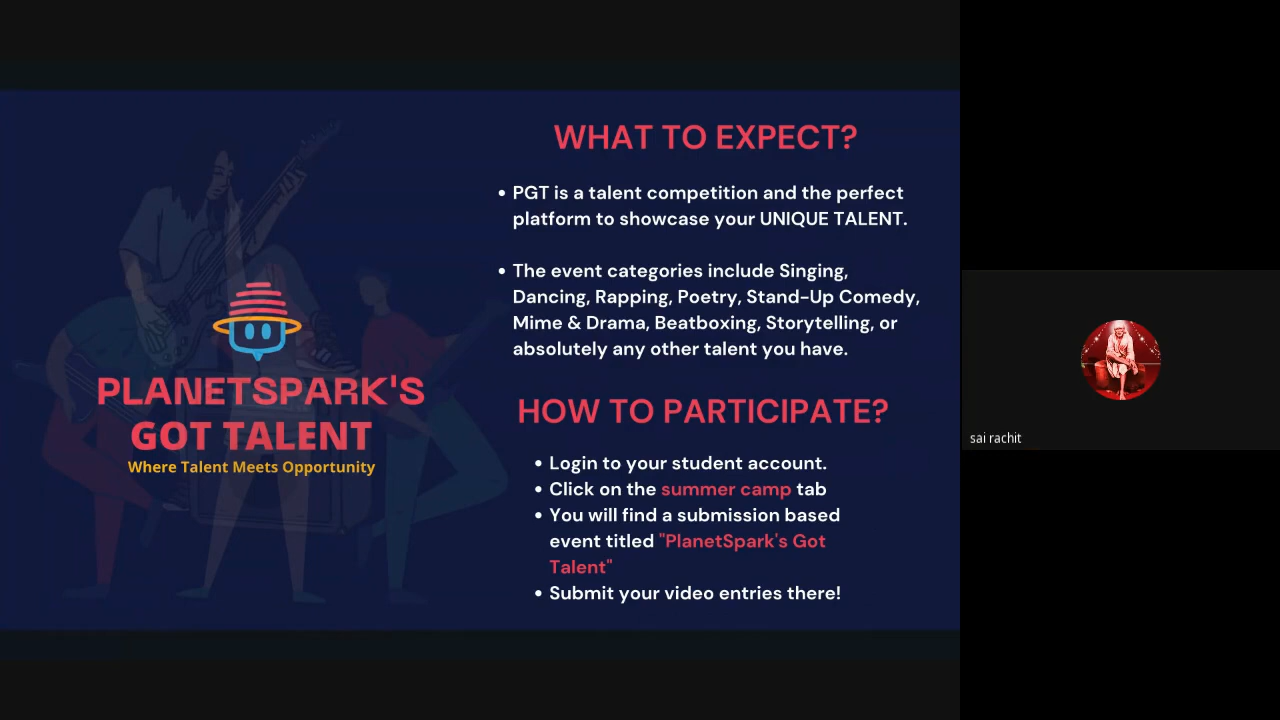 WHAT TO EXPECT?
• PGT is a talent competition and the perfect
platform to showcase your UNIQUE TALENT.
• The event categories include Singing,
Dancing, Rapping, Poetry, Stand-Up Comedy,
Mime & Drama, Beatboxing, Storytelling, or
absolutely any other talent you have.
PLANETSPARK'S
GOT TALENT
Where Talent Meets Opportunity
HOW TO PARTICIPATE?
• Login to your student account.
• Click on the summer camp tab
• You will find a submission based
event titled "PlanetSpark's Got
Talent"
• Submit your video entries there!
sai rachit